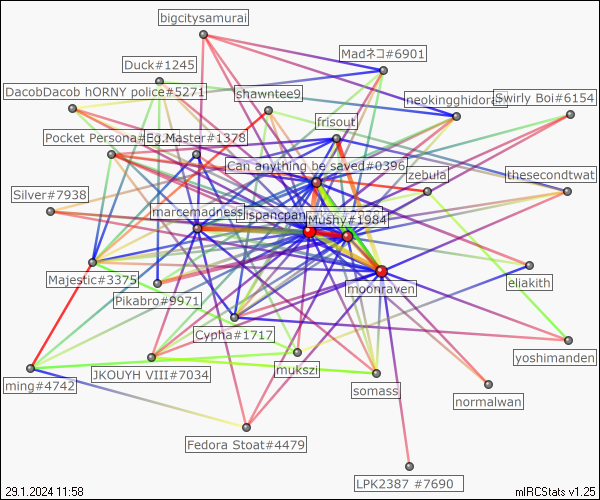 bigcitysamurai
Madネコ#6901
Duck#1245
DacobDacob hORNY police#5271
shawntee9
neokingghidorah
Swirly Boi#6154
frisout
Pocket Persona#
Master#1378
Can anything be saved#0396
zebula
thesecondtwat
Silver#7938
marcemadness
jispancpan
Mushy#1984
Majestic#3375
moonraven
eliakith
Pikabro#9971
Cypha#1717
yoshimanden
mukszi
ming#4742
JKOUYH VIII#7034
somass
normalwan
Fedora Stoat#4479
LPK2387 #7690
29.1.2024 11:58
mIRCStats v1.25